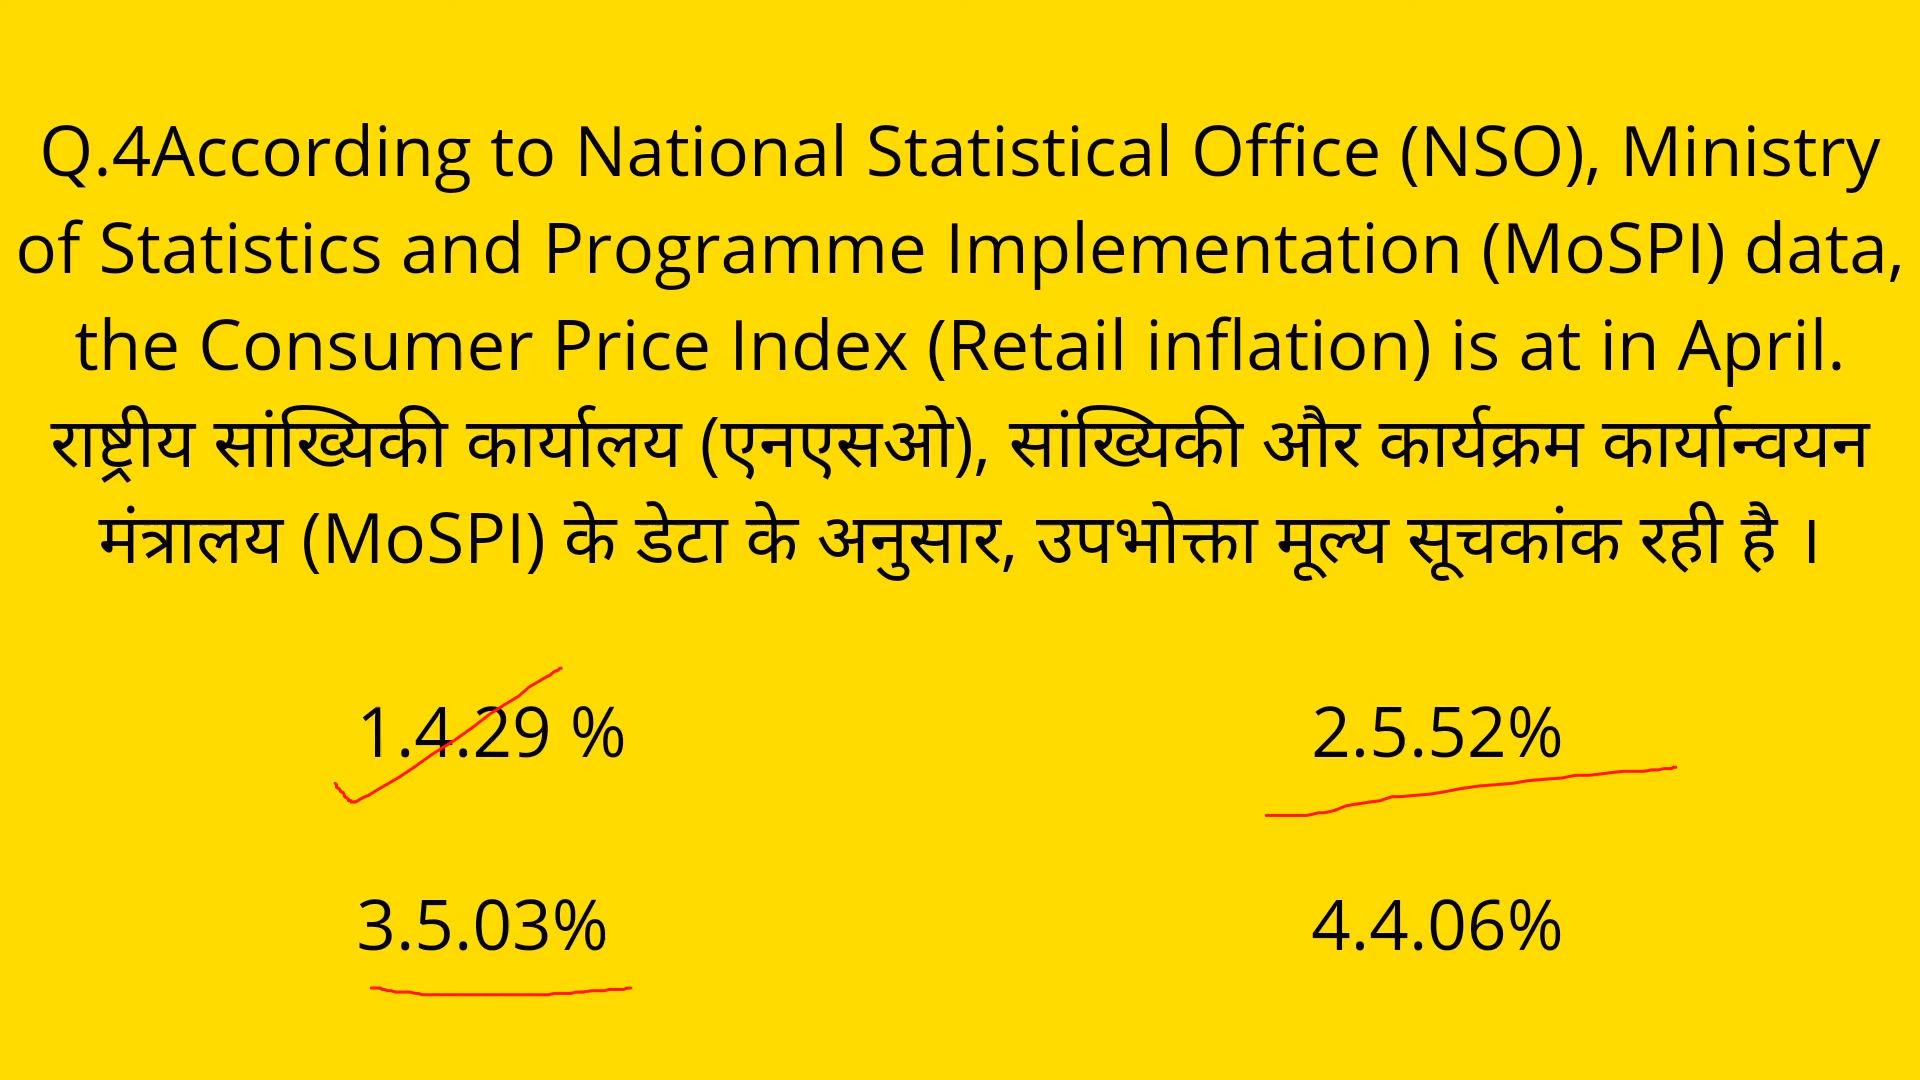 Q.4According to National Statistical Office (NSO), Ministry
of Statistics and Programme Implementation (MoSPI) data,
the Consumer Price Index (Retail inflation) is at in April.
राष्ट्रीय सांख्यिकी कार्यालय (एनएसओ), सांख्यिकी और कार्यक्रम कार्यान्वयन
मंत्रालय (MoSPI) के डेटा के अनुसार, उपभोक्ता मूल्य सूचकांक रही है ।
1.4.29 % 2.5.52%
3.5.03% 4.4.06%